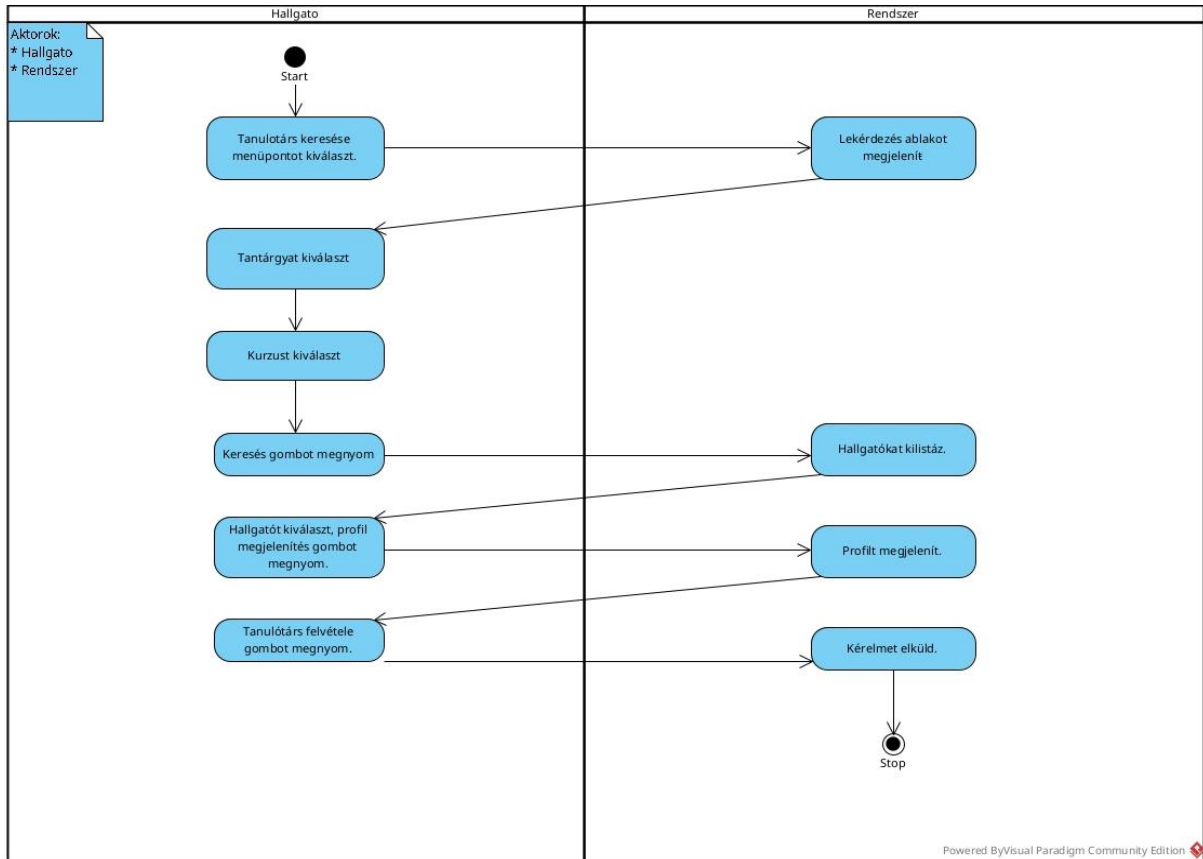 Hallgato
Rendszer
Aktorok:
* Hallgato
* Rendszer
Start
Tanulotárs keresése
menüpontot kiválaszt.
Lekérdezés ablakot
megjelenít
Tantárgyat kiválaszt
Kurzust kiválaszt
Keresés gombot megnyom
Hallgatókat kilistáz.
Hallgatót kiválaszt, profil
megjelenítés gombot
megnyom.
Profilt megjelenít.
Tanulótárs felvétele
gombot megnyom.
Kérelmet elküld.
Stop
Powered ByVisual Paradigm Community Edition